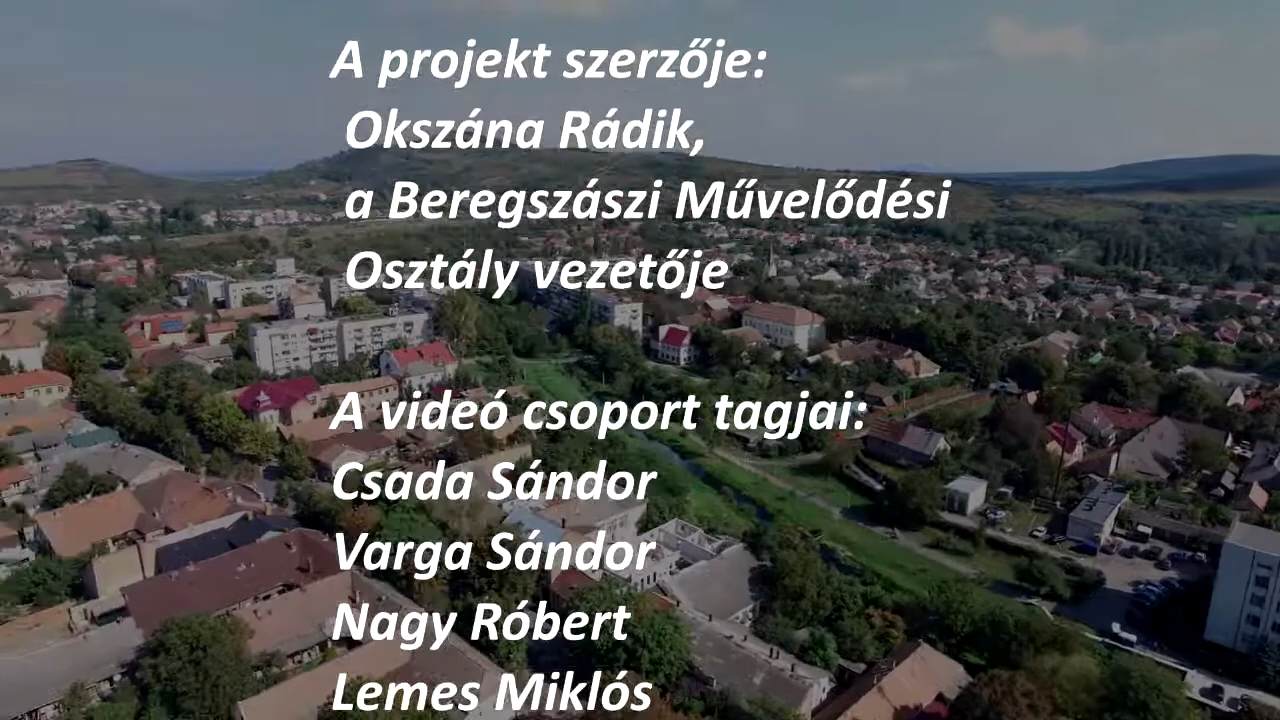 A projekt szerzője:
Okszána Rádik,
a Beregszászi Művelődési
Osztály vezetője
A videó csoport tagjai:
Csada Sándor
Varga Sándor
Nagy Róbert
Lemes Miklós